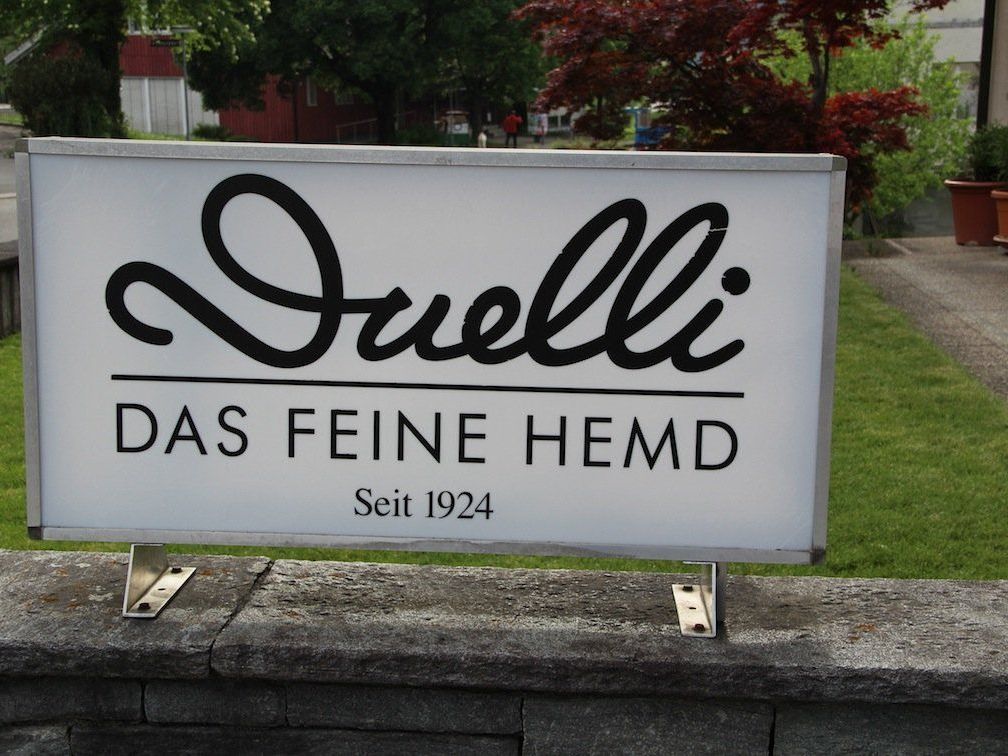 Duelli
DAS FEINE HEMD
Seit 1924